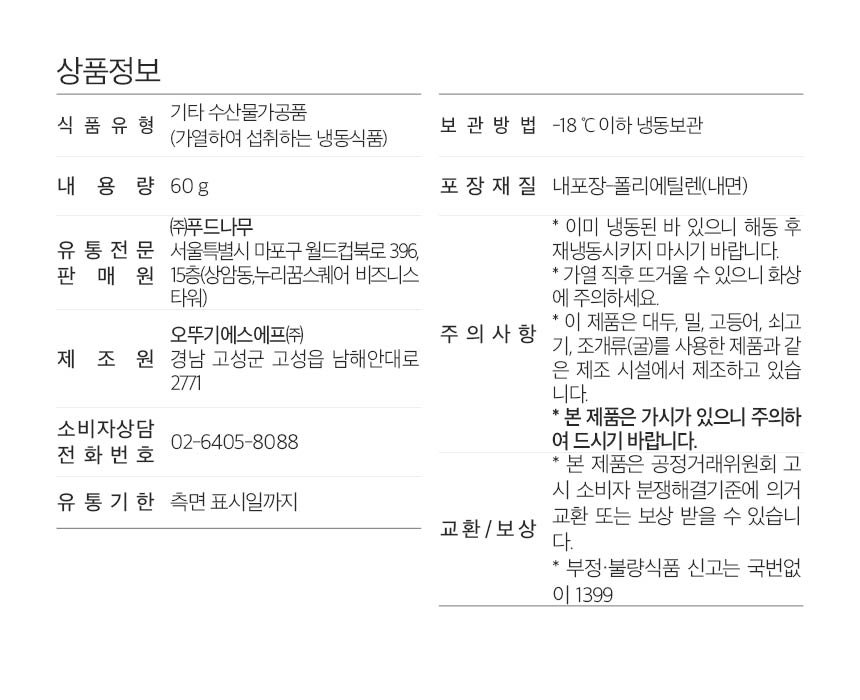 상품정보
식 품 유 형
기타 수산물가공품
(가열하여 섭취하는 냉동식품)
내 용 량
60 g
유 통 전 문
판 매 원
㈜푸드나무
서울특별시 마포구 월드컵북로 396,
15층(상암동,누리꿈스퀘어 비즈니스
타워)
제 조 원
오뚜기에스에프㈜
경남 고성군 고성읍 남해안대로
2771
소비자상담
전 화 번 호
02-6405-8088
유 통 기 한
측면 표시일까지
보 관 방 법
-18 ℃ 이하 냉동보관
포 장 재 질
내포장-폴리에틸렌(내면)
주 의 사 항
* 이미 냉동된 바 있으니 해동 후
재냉동시키지 마시기 바랍니다.
* 가열 직후 뜨거울 수 있으니 화상
에 주의하세요.
* 이 제품은 대두, 밀, 고등어, 쇠고
기, 조개류(굴)를 사용한 제품과 같
은 제조 시설에서 제조하고 있습
니다.
* 본 제품은 가시가 있으니 주의하
여 드시기 바랍니다.
교환 / 보상
* 본 제품은 공정거래위원회 고
시 소비자 분쟁해결기준에 의거
교환 또는 보상 받을 수 있습니
다.
* 부정·불량식품 신고는 국번없
이 1399